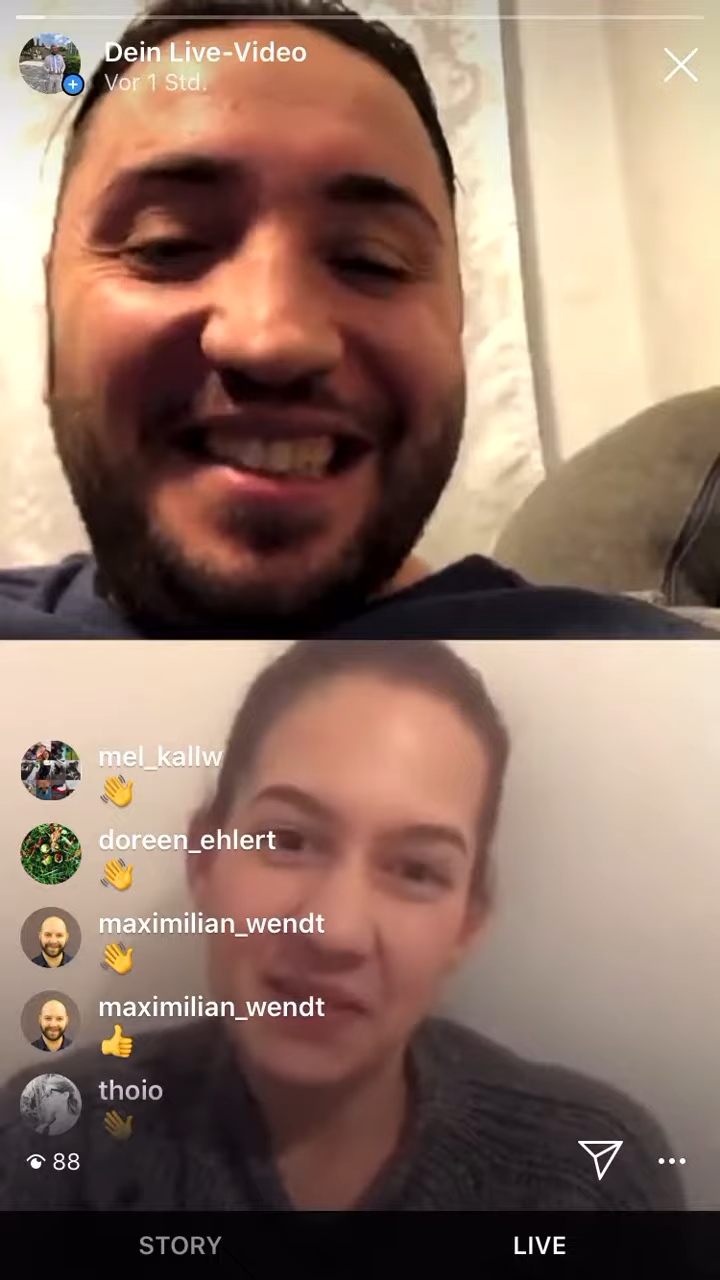 Dein Live-Video
Vor 1 Std.
mel_kallw
👋
doreen_ehlert
👋
maximilian_wendt
👋
maximilian_wendt
👍
thoio
👋
88
STORY
LIVE